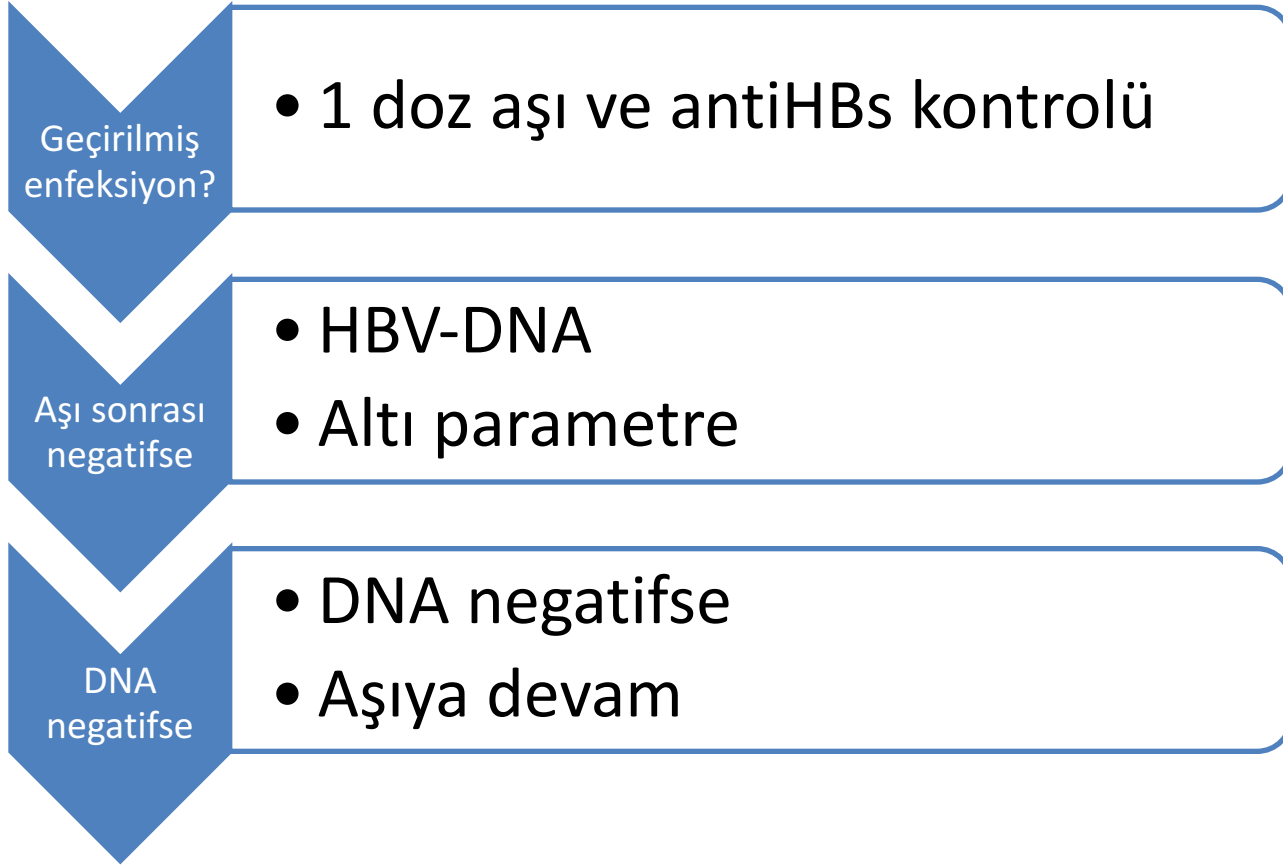 Geçirilmiş
enfeksiyon?
• 1 doz aşı ve antiHBs kontrolü
Aşı sonrası
negatifse
• HBV-DNA
• Altı parametre
DNA
negatifse
• DNA negatifse
• Aşıya devam